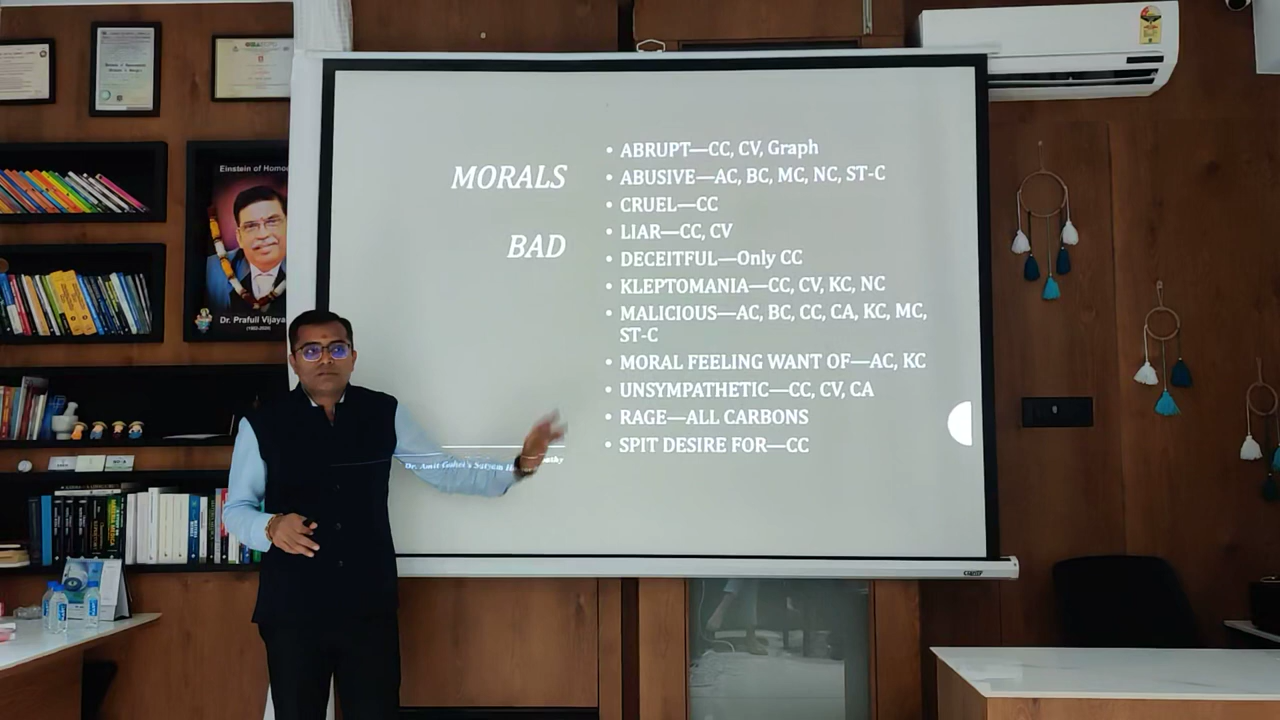 MORALS
BAD
• ABRUPT—CC, CV, Graph
• ABUSIVE—AC, BC, MC, NC, ST-C
• CRUEL—CC
• LIAR—CC, CV
• DECEITFUL—Only CC
• KLEPTOMANIA—CC, CV, KC, NC
• MALICIOUS—AC, BC, CC, CA, KC, MC,
ST-C
• MORAL FEELING WANT OF—AC, KC
• UNSYMPATHETIC—CC, CV, CA
• RAGE—ALL CARBONS
• SPIT DESIRE FOR—CC
Dr. Amit Gohel's Satyam
Einstein of
Dr. Prafull